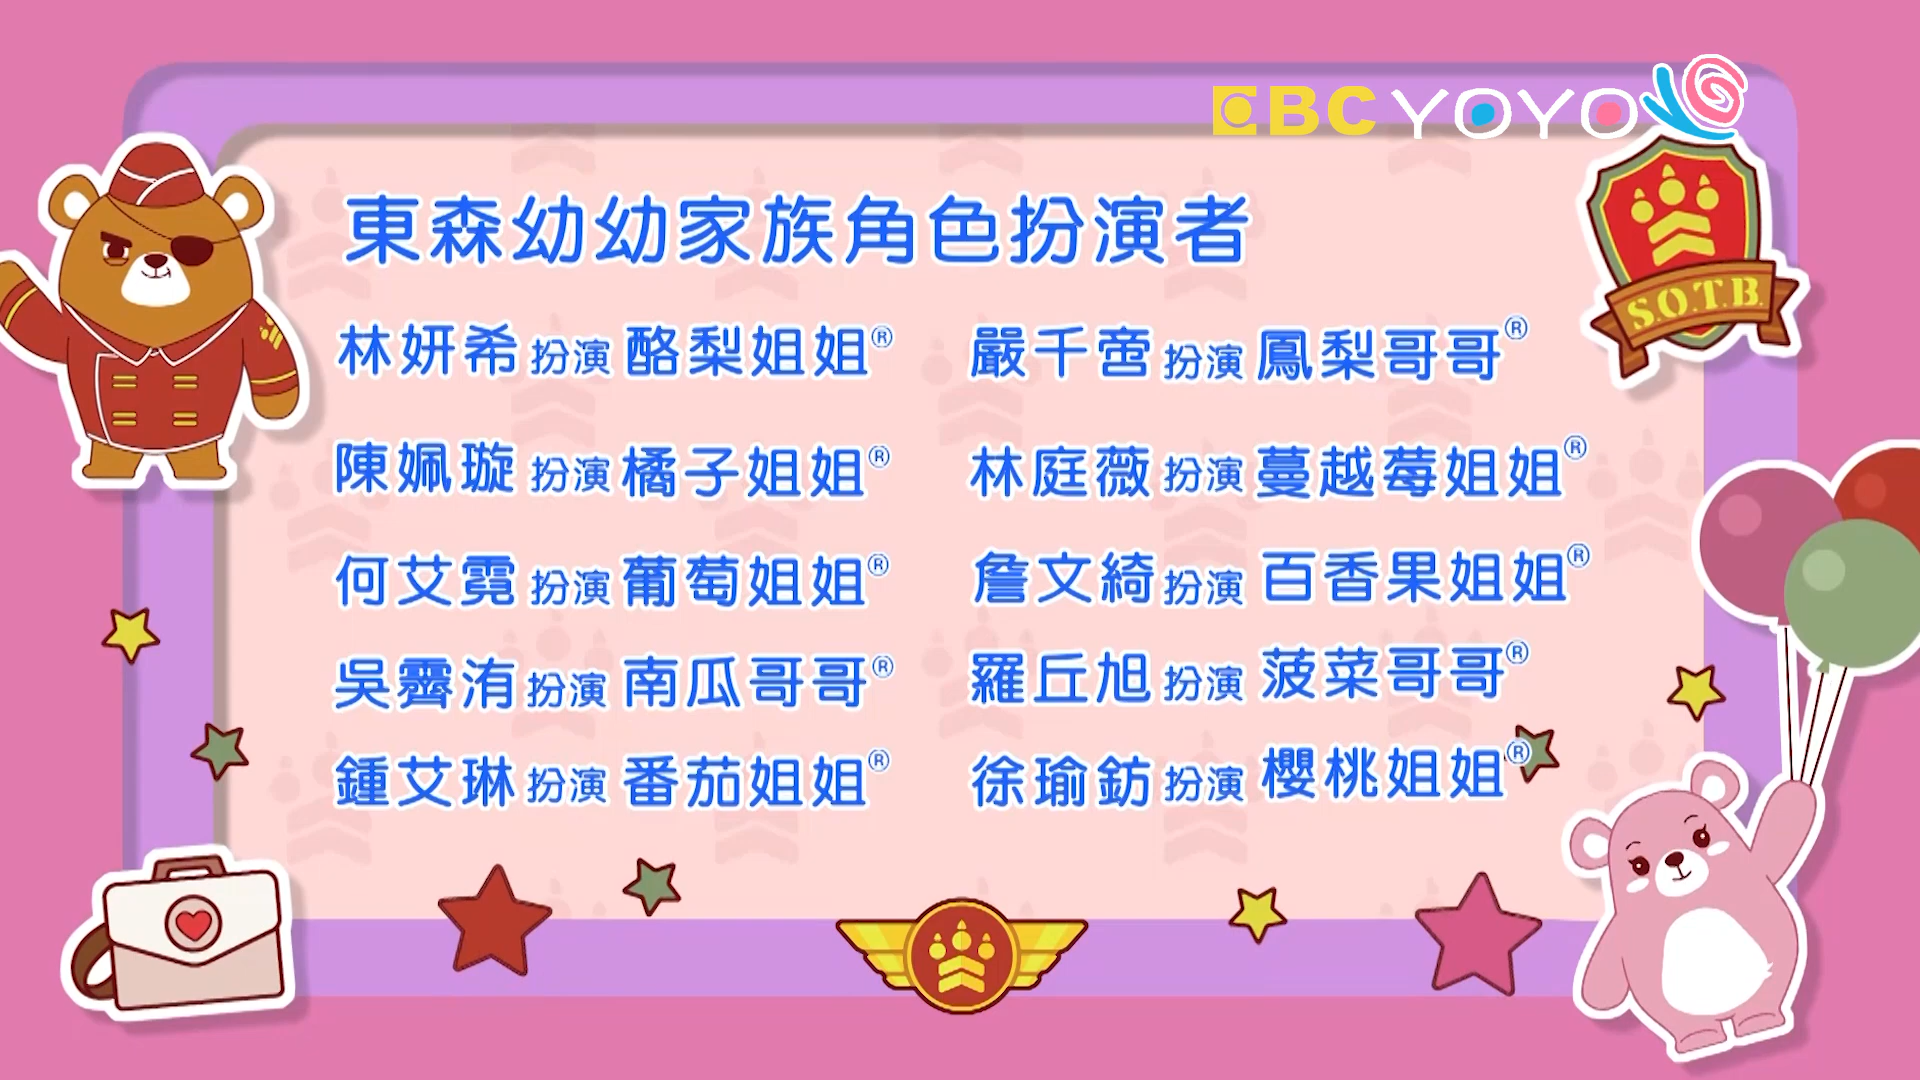 EBC YOYO
東森幼幼家族角色扮演者
S.O.T.B.
林妍希 扮演 酪梨姐姐® 嚴千啻 扮演 鳳梨哥哥®
陳姵璇 扮演 橘子姐姐® 林庭薇 扮演 蔓越莓姐姐®
何艾霓 扮演 葡萄姐姐® 詹文綺 扮演 百香果姐姐®
吳霽洧 扮演 南瓜哥哥® 羅丘旭 扮演 菠菜哥哥®
鍾艾琳 扮演 番茄姐姐® 徐瑜鈁 扮演 櫻桃姐姐®